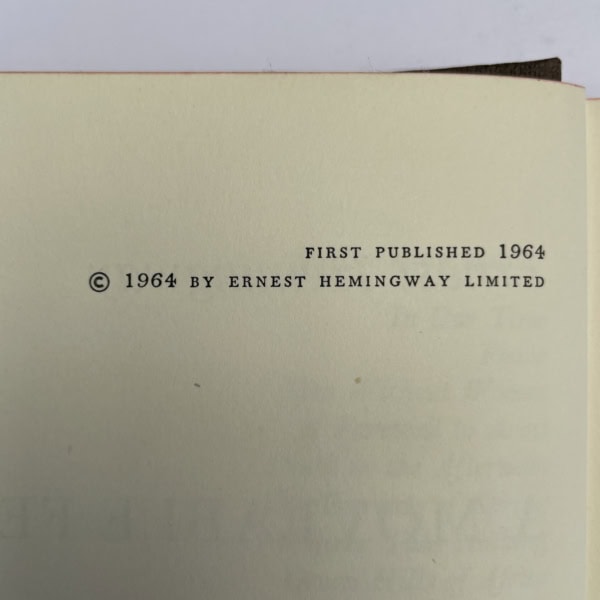 FIRST PUBLISHED 1964
© 1964 BY ERNEST HEMINGWAY LIMITED